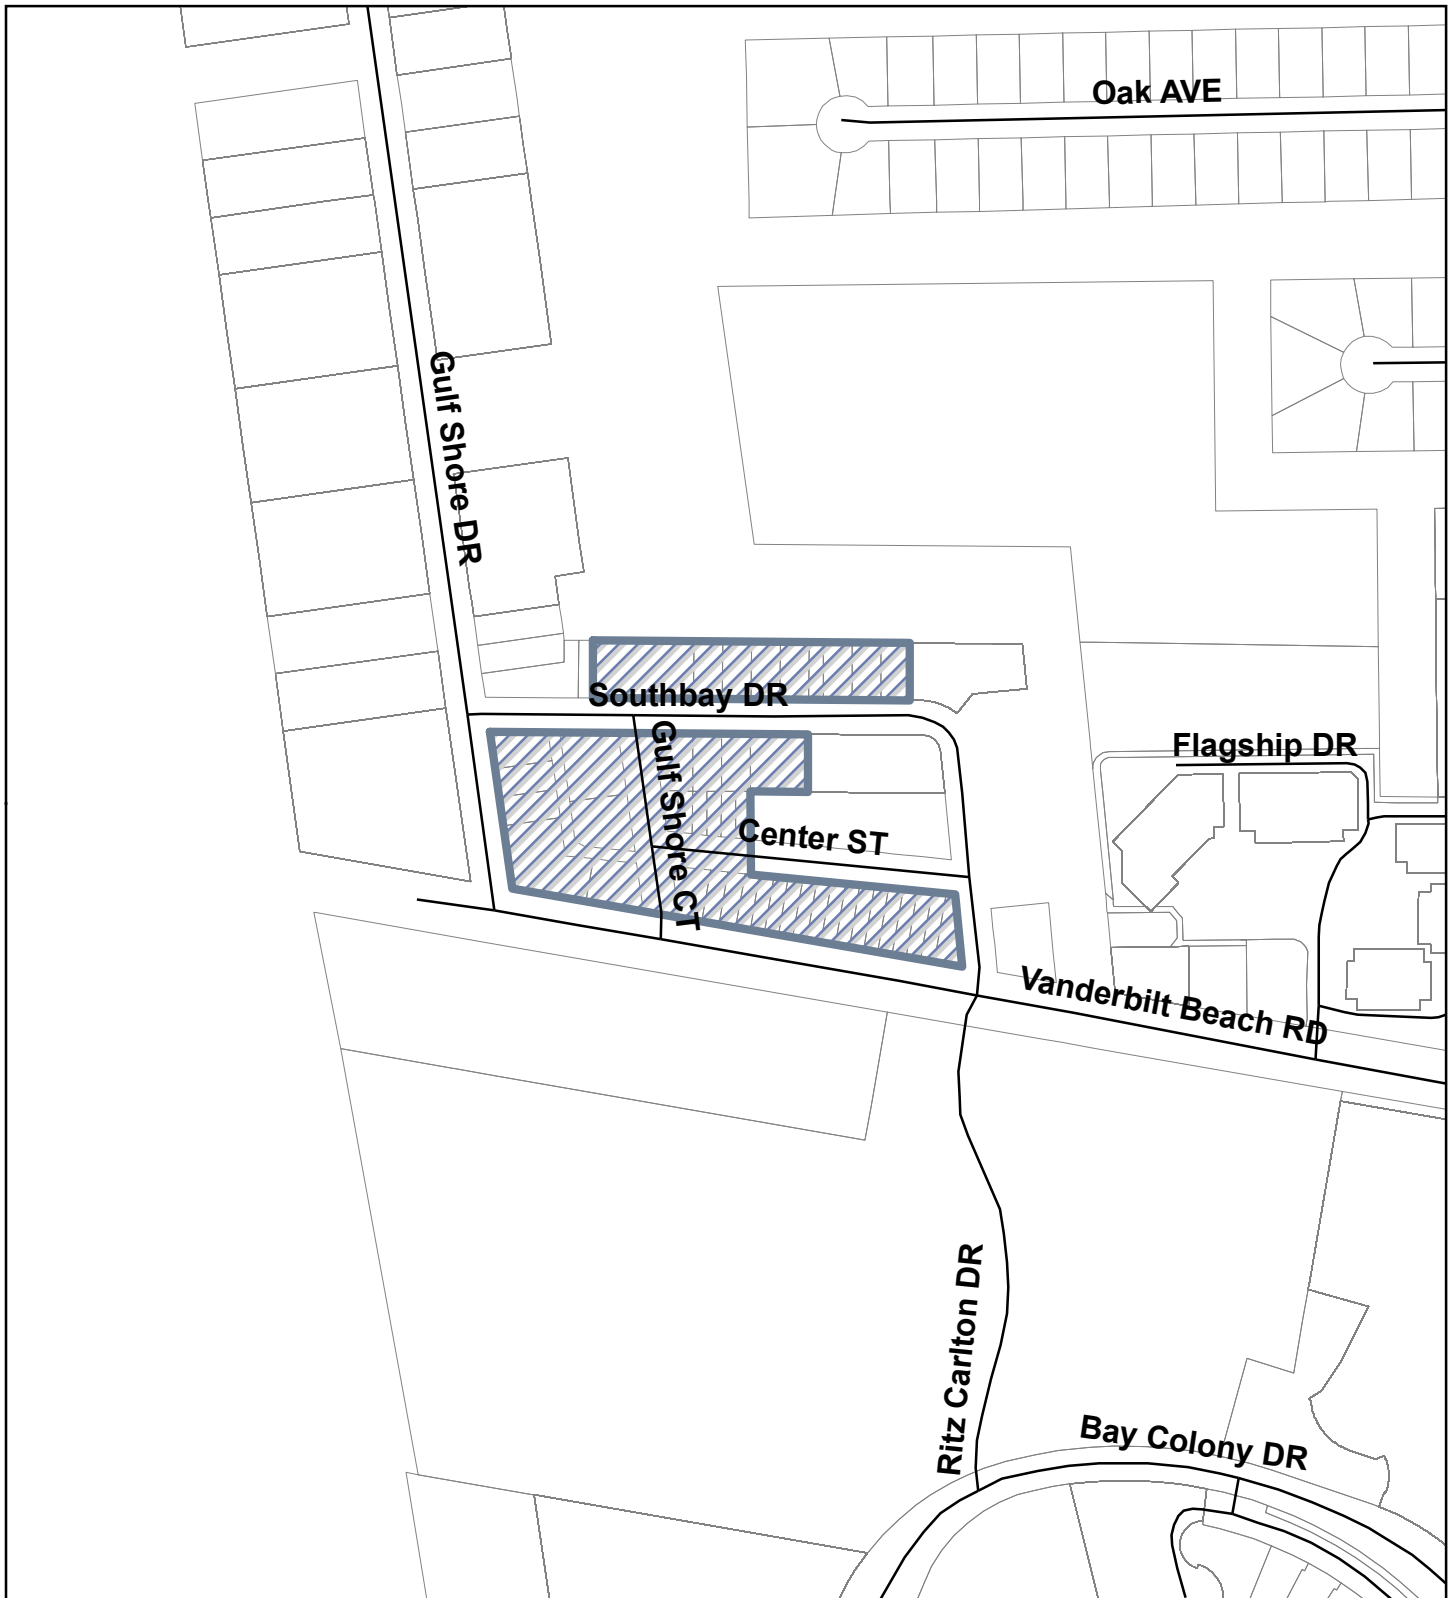 Oak AVE
Gulf Shore DR
Southbay DR
Gulf Shore CT
Flagship DR
Center ST
Vanderbilt Beach RD
Ritz Carlton DR
Bay Colony DR